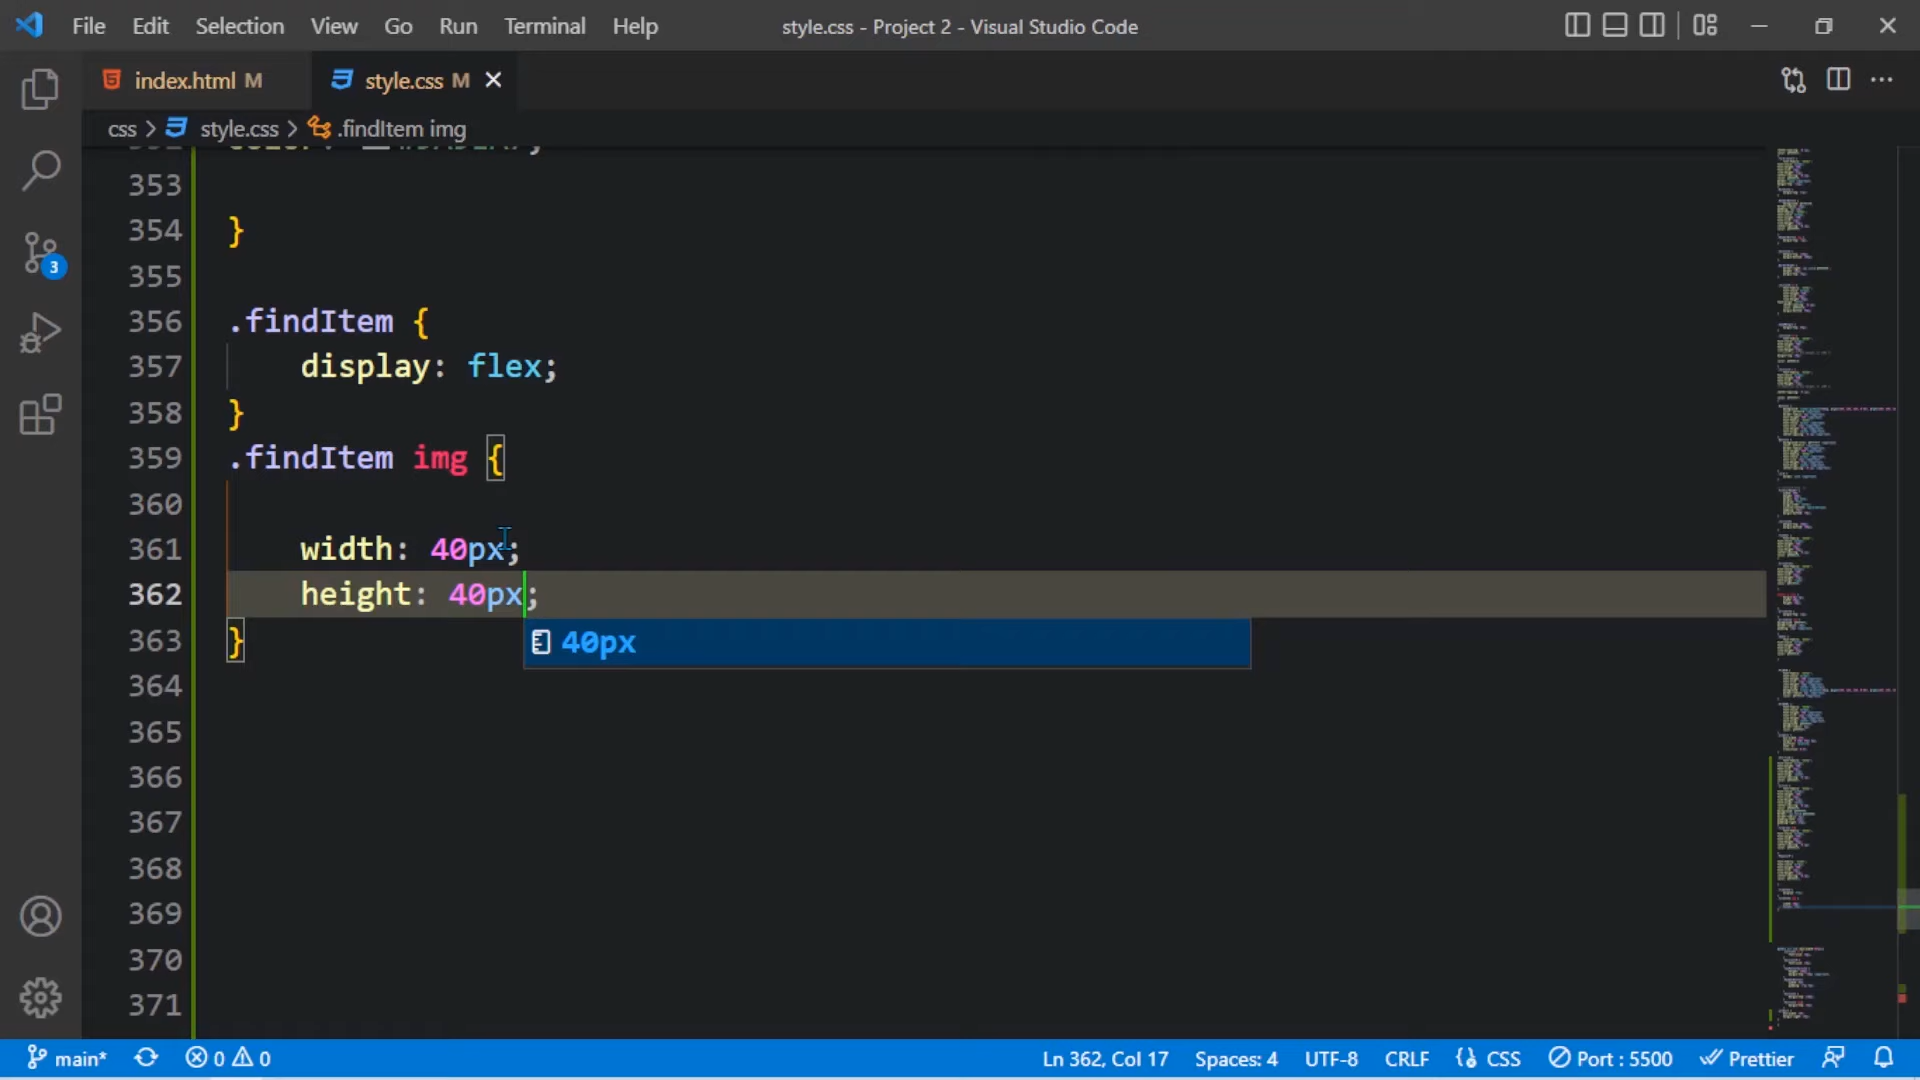 File Edit Selection View Go Run Terminal Help style.css - Project 2 - Visual Studio Code
index.html M style.css M
css > style.css > .findItem img
353
354 }
355
356 .findItem {
357 display: flex;
358 }
359 .findItem img {
360
361 width: 40px;
362 height: 40px;
363 }
40px
364
365
366
367
368
369
370
371
3
main* 0 0 Ln 362, Col 17 Spaces: 4 UTF-8 CRLF CSS Port : 5500 Prettier